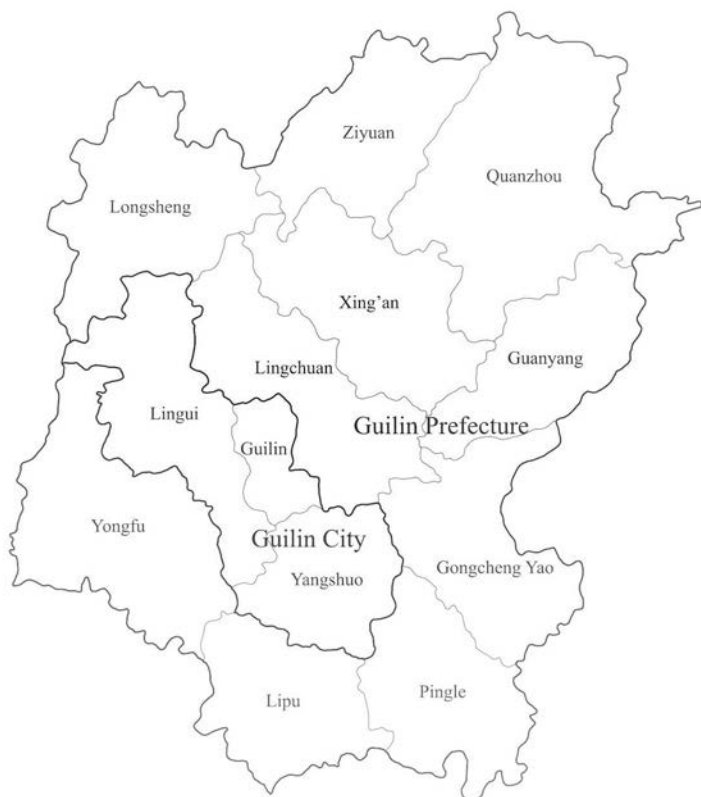 Ziyuan
Quanzhou
Longsheng
Xing’an
Guanyang
Lingchuan
Lingui
Guilin Prefecture
Guilin
Yongfu
Guilin City
Gongcheng Yao
Yangshuo
Pingle
Lipu